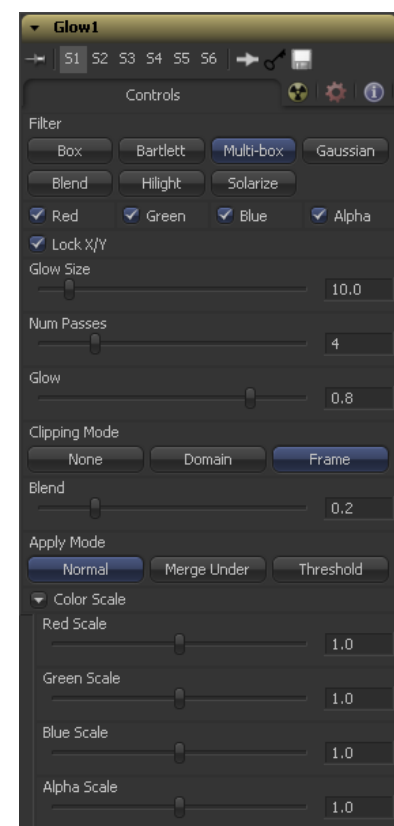 Glow1
S1 S2 S3 S4 S5 S6
Controls
Filter
Box Bartlett Multi-box Gaussian
Blend Hilight Solarize
Red Green Blue Alpha
Lock X/Y
Glow Size
10.0
Num Passes
4
Glow
0.8
Clipping Mode
None Domain Frame
Blend
0.2
Apply Mode
Normal Merge Under Threshold
Color Scale
Red Scale
1.0
Green Scale
1.0
Blue Scale
1.0
Alpha Scale
1.0